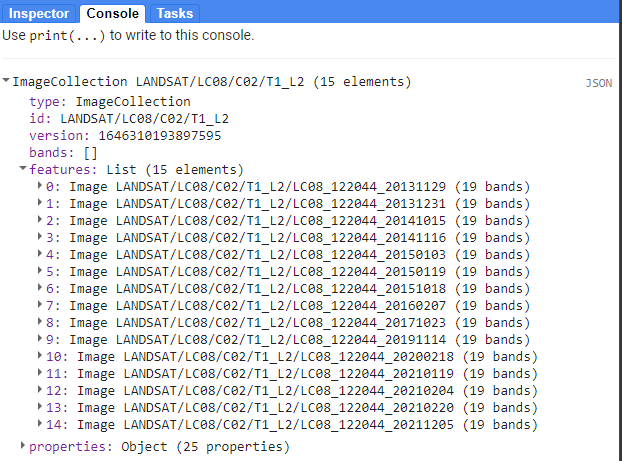 Inspector Console Tasks
Use print(...) to write to this console.
ImageCollection LANDSAT/LC08/C02/T1_L2 (15 elements) JSON
type: ImageCollection
id: LANDSAT/LC08/C02/T1_L2
version: 1646310193897595
bands: []
features: List (15 elements)
0: Image LANDSAT/LC08/C02/T1_L2/LC08_122044_20131129 (19 bands)
1: Image LANDSAT/LC08/C02/T1_L2/LC08_122044_20131231 (19 bands)
2: Image LANDSAT/LC08/C02/T1_L2/LC08_122044_20141015 (19 bands)
3: Image LANDSAT/LC08/C02/T1_L2/LC08_122044_20141116 (19 bands)
4: Image LANDSAT/LC08/C02/T1_L2/LC08_122044_20150103 (19 bands)
5: Image LANDSAT/LC08/C02/T1_L2/LC08_122044_20150119 (19 bands)
6: Image LANDSAT/LC08/C02/T1_L2/LC08_122044_20151018 (19 bands)
7: Image LANDSAT/LC08/C02/T1_L2/LC08_122044_20160207 (19 bands)
8: Image LANDSAT/LC08/C02/T1_L2/LC08_122044_20171023 (19 bands)
9: Image LANDSAT/LC08/C02/T1_L2/LC08_122044_20191114 (19 bands)
10: Image LANDSAT/LC08/C02/T1_L2/LC08_122044_20200218 (19 bands)
11: Image LANDSAT/LC08/C02/T1_L2/LC08_122044_20210119 (19 bands)
12: Image LANDSAT/LC08/C02/T1_L2/LC08_122044_20210204 (19 bands)
13: Image LANDSAT/LC08/C02/T1_L2/LC08_122044_20210220 (19 bands)
14: Image LANDSAT/LC08/C02/T1_L2/LC08_122044_20211205 (19 bands)
properties: Object (25 properties)